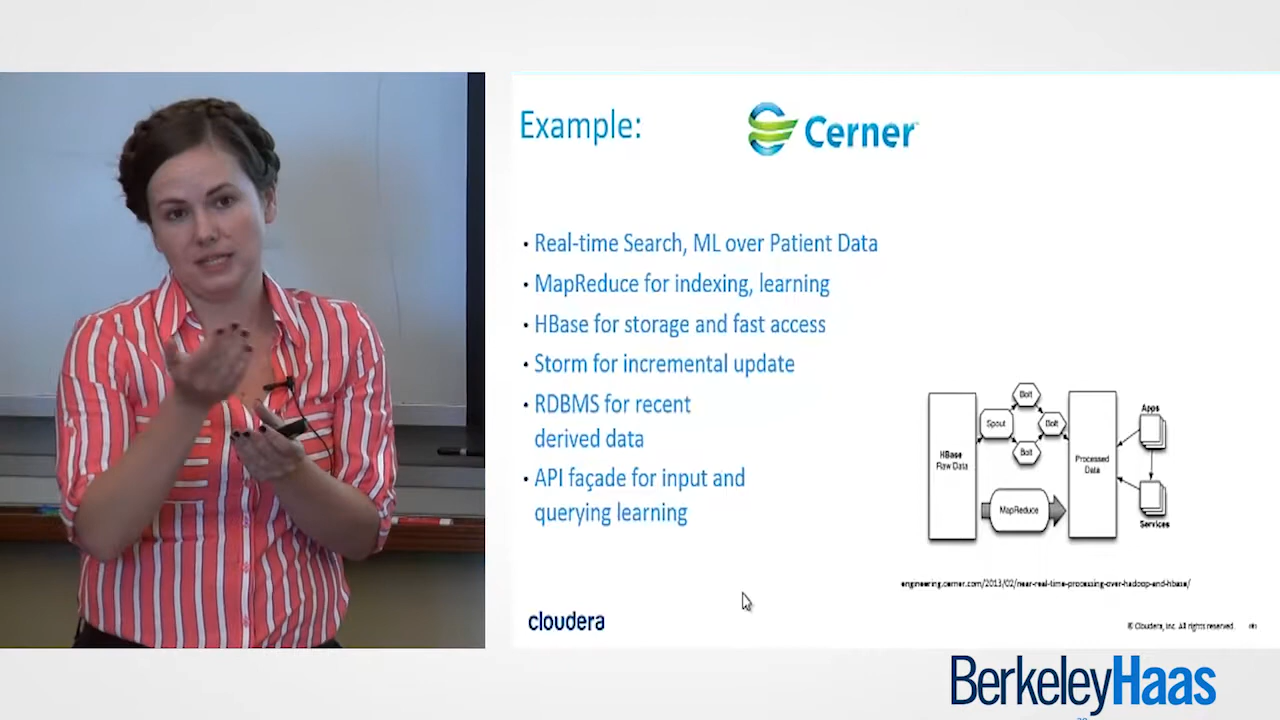 Example:
Cerner
• Real-time Search, ML over Patient Data
• MapReduce for indexing, learning
• HBase for storage and fast access
• Storm for incremental update
• RDBMS for recent
derived data
• API façade for input and
querying learning
HBase
Raw Data
Spout
Bolt
Bolt
Bolt
MapReduce
Processed
Data
Apps
Services
engineering.cerner.com/2013/02/near-real-time-processing-over-hadoop-and-hbase/
cloudera
© Cloudera, Inc. All rights reserved.
BerkeleyHaas